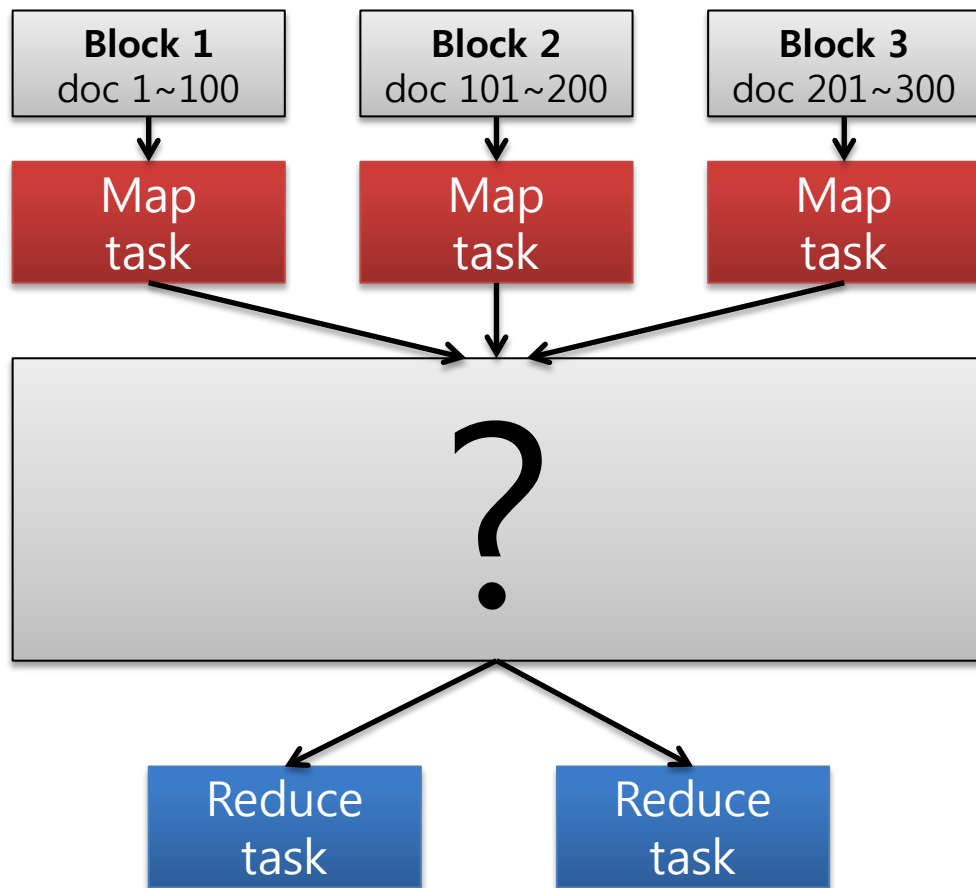 Block 1
doc 1~100
Block 2
doc 101~200
Block 3
doc 201~300
Map
task
Map
task
Map
task
?
Reduce
task
Reduce
task